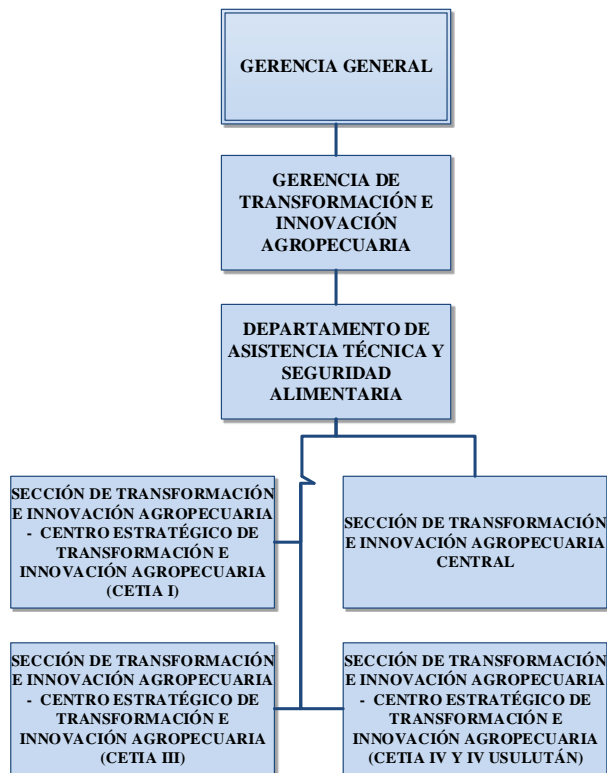 GERENCIA GENERAL
GERENCIA DE
TRANSFORMACIÓN E
INNOVACIÓN
AGROPECUARIA
DEPARTAMENTO DE
ASISTENCIA TÉCNICA Y
SEGURIDAD
ALIMENTARIA
SECCIÓN DE TRANSFORMACIÓN
E INNOVACIÓN AGROPECUARIA
- CENTRO ESTRATÉGICO DE
TRANSFORMACIÓN E
INNOVACIÓN AGROPECUARIA
(CETIA I)
SECCIÓN DE TRANSFORMACIÓN
E INNOVACIÓN AGROPECUARIA
CENTRAL
SECCIÓN DE TRANSFORMACIÓN
E INNOVACIÓN AGROPECUARIA
- CENTRO ESTRATÉGICO DE
TRANSFORMACIÓN E
INNOVACIÓN AGROPECUARIA
(CETIA III)
SECCIÓN DE TRANSFORMACIÓN
E INNOVACIÓN AGROPECUARIA
- CENTRO ESTRATÉGICO DE
TRANSFORMACIÓN E
INNOVACIÓN AGROPECUARIA
(CETIA IV Y IV USULUTÁN)